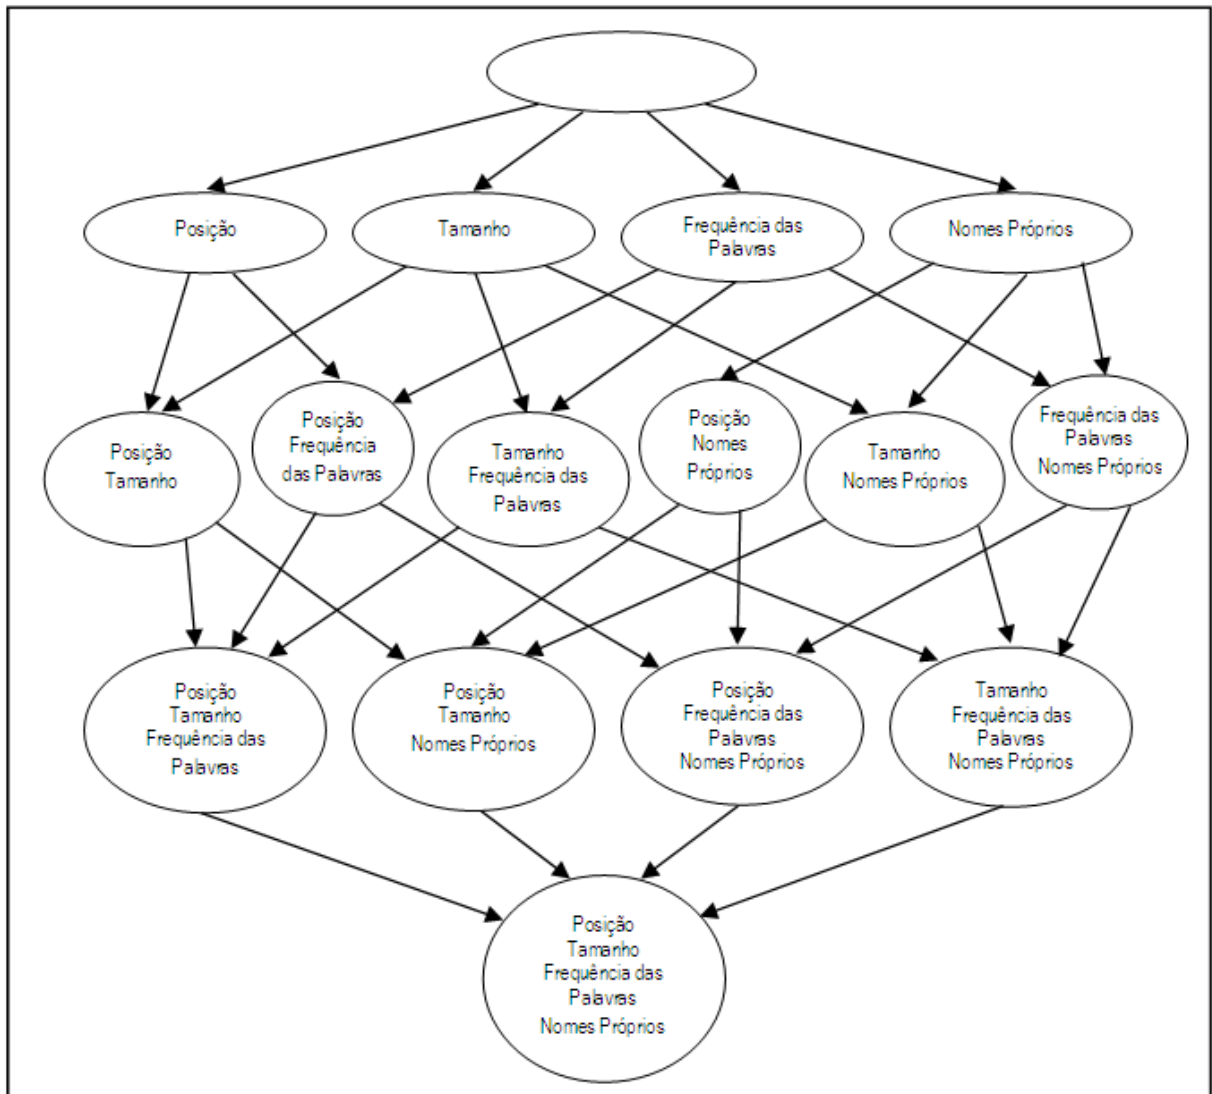 Posição
Tamanho
Frequência das
Palavras
Nomes Próprios
Posição
Tamanho
Posição
Frequência
das Palavras
Tamanho
Frequência das
Palavras
Posição
Nomes
Próprios
Tamanho
Nomes Próprios
Frequência das
Palavras
Nomes Próprios
Posição
Tamanho
Frequência das
Palavras
Posição
Tamanho
Nomes Próprios
Posição
Frequência das
Palavras
Nomes Próprios
Tamanho
Frequência das
Palavras
Nomes Próprios
Posição
Tamanho
Frequência das
Palavras
Nomes Próprios